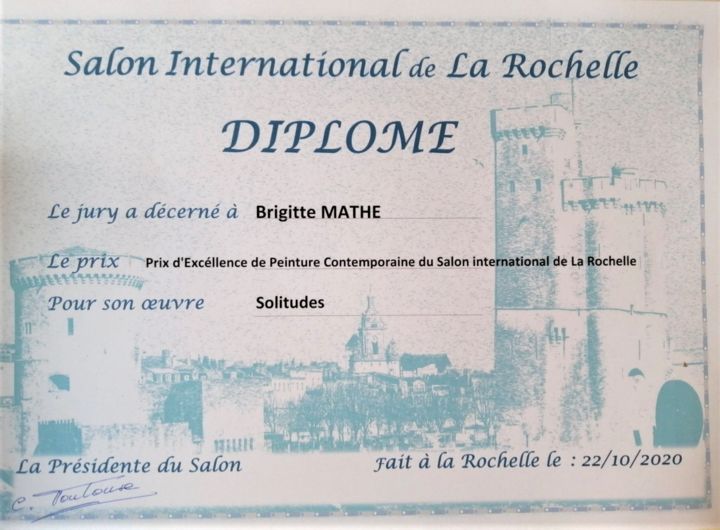 Salon International de La Rochelle
DIPLOME
Le jury a décerné à Brigitte MATHE
Le prix Prix d'Excéllence de Peinture Contemporaine du Salon international de La Rochelle
Pour son œuvre Solitudes
La Présidente du Salon
Fait à la Rochelle le : 22/10/2020